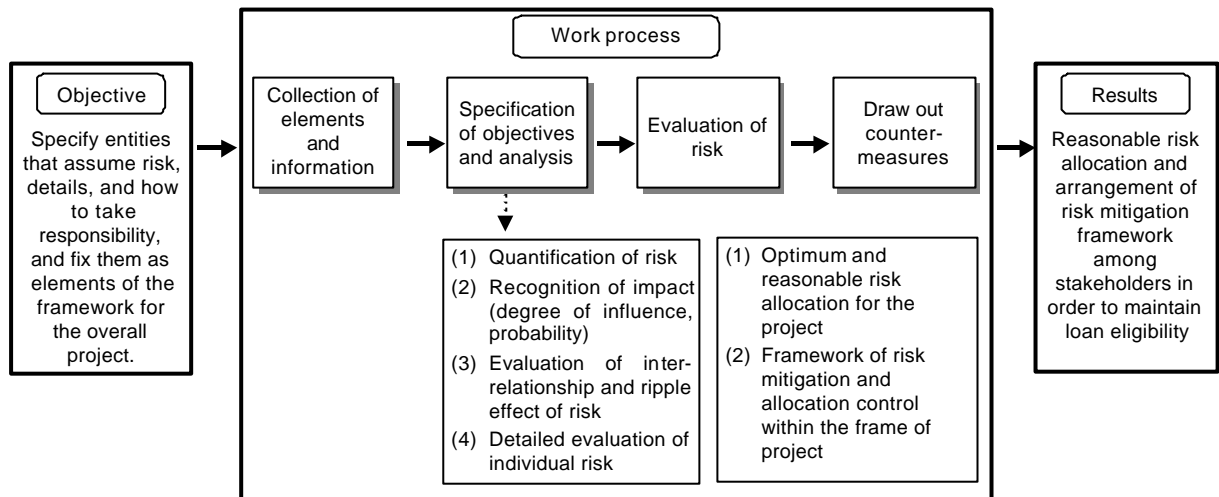 Work process
Objective
Specify entities
that assume risk,
details, and how
to take
responsibility,
and fix them as
elements of the
framework for
the overall
project.
Collection of
elements
and
information
Specification
of objectives
and analysis
Evaluation of
risk
Draw out
counter-
measures
(1) Quantification of risk
(2) Recognition of impact
(degree of influence,
probability)
(3) Evaluation of inter-
relationship and ripple
effect of risk
(4) Detailed evaluation of
individual risk
(1) Optimum and
reasonable risk
allocation for the
project
(2) Framework of risk
mitigation and
allocation control
within the frame of
project
Results
Reasonable risk
allocation and
arrangement of
risk mitigation
framework
among
stakeholders in
order to maintain
loan eligibility